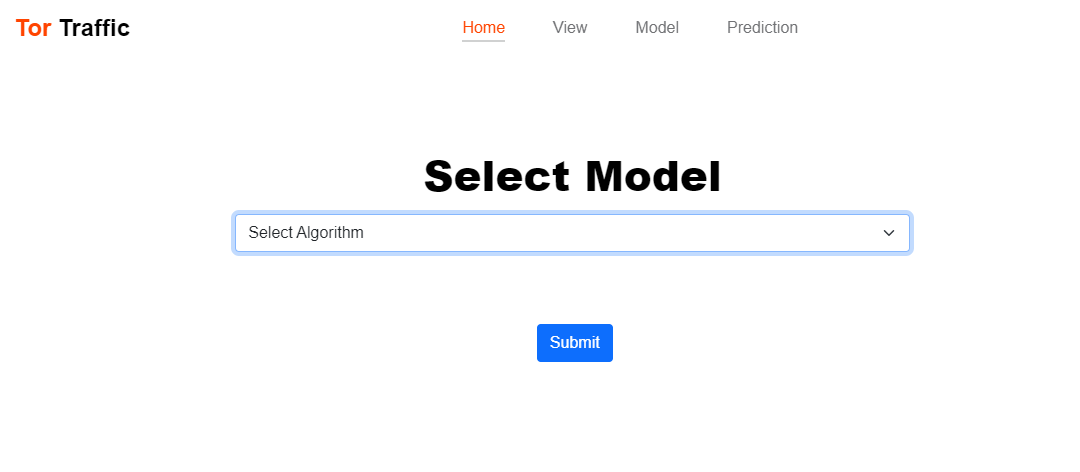 Tor Traffic Home View Model Prediction
Select Model
Select Algorithm
Submit